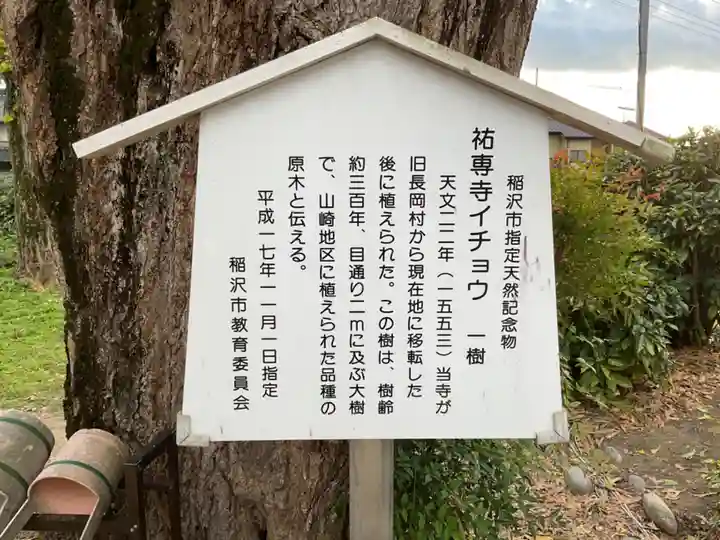 稲沢市指定天然記念物
祐専寺イチョウ 一樹
天文二二年(一五五三)当寺が
旧長岡村から現在地に移転した
後に植えられた。この樹は、樹齢
約三百年、目通り二mに及ぶ大樹
で、山崎地区に植えられた品種の
原木と伝える。
平成一七年一一月一日指定
稲沢市教育委員会